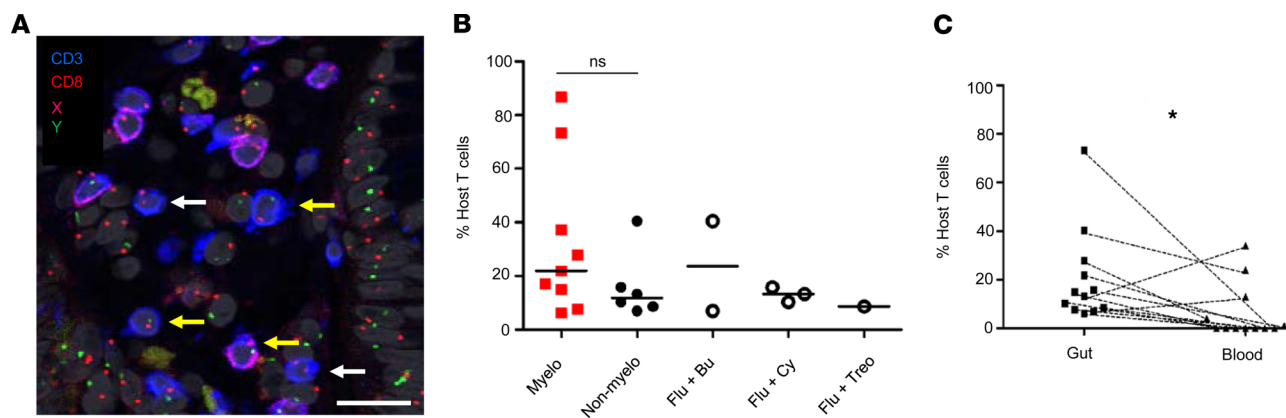 A
CD3
CD8
X
Y
B
ns
% Host T cells
100
80
60
40
20
0
Myelo
Non-myelo
Flu + Bu
Flu + Cy
Flu + Treo
C
*
% Host T cells
100
80
60
40
20
0
Gut
Blood